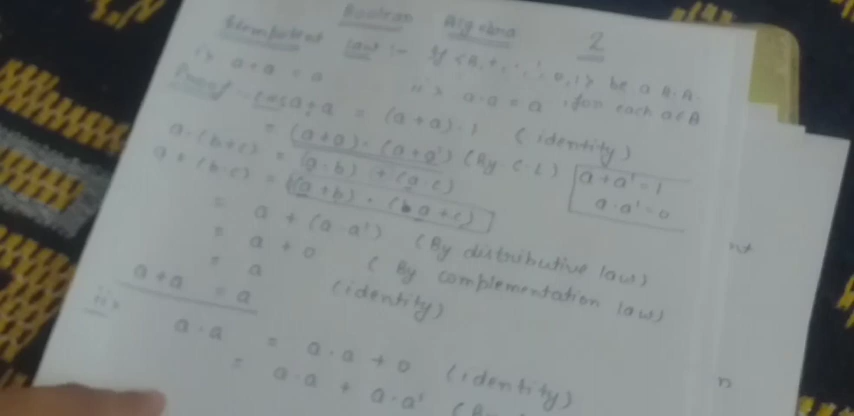 Boolean Algebra 2
Idempotent Law :- If <B, +, ·, ', 0, 1> be a B.A.
i> a+a = a ii> a·a = a for each a∈B
Proof - a+a = (a+a)·1 (identity)
= (a+a)·(a+a') (By C.L) a+a'=1
a·(b+c) = (a·b) + (a·c) a·a'=0
a+(b·c) = (a+b)·(a+c)
= a + (a·a') (By distributive law)
= a + 0 (By complementation law)
= a (identity)
a+a = a
ii>
a·a = a·a + 0 (identity)
= a·a + a·a'